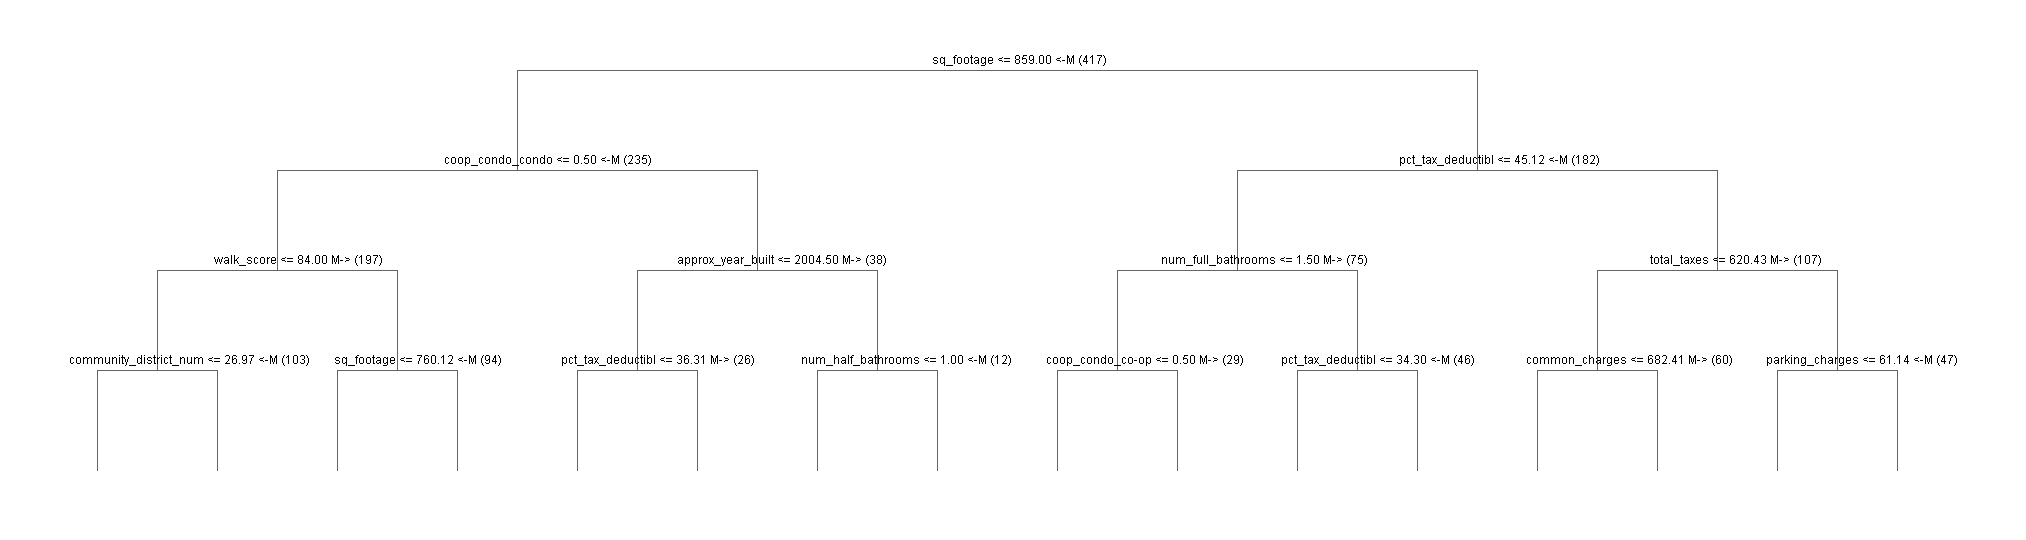 sq_footage <= 859.00 <-M (417)
coop_condo_condo <= 0.50 <-M (235)
pct_tax_deductibl <= 45.12 <-M (182)
walk_score <= 84.00 M-> (197)
approx_year_built <= 2004.50 M-> (38)
num_full_bathrooms <= 1.50 M-> (75)
total_taxes <= 620.43 M-> (107)
community_district_num <= 26.97 <-M (103)
sq_footage <= 760.12 <-M (94)
pct_tax_deductibl <= 36.31 M-> (26)
num_half_bathrooms <= 1.00 <-M (12)
coop_condo_co-op <= 0.50 M-> (29)
pct_tax_deductibl <= 34.30 <-M (46)
common_charges <= 682.41 M-> (60)
parking_charges <= 61.14 <-M (47)